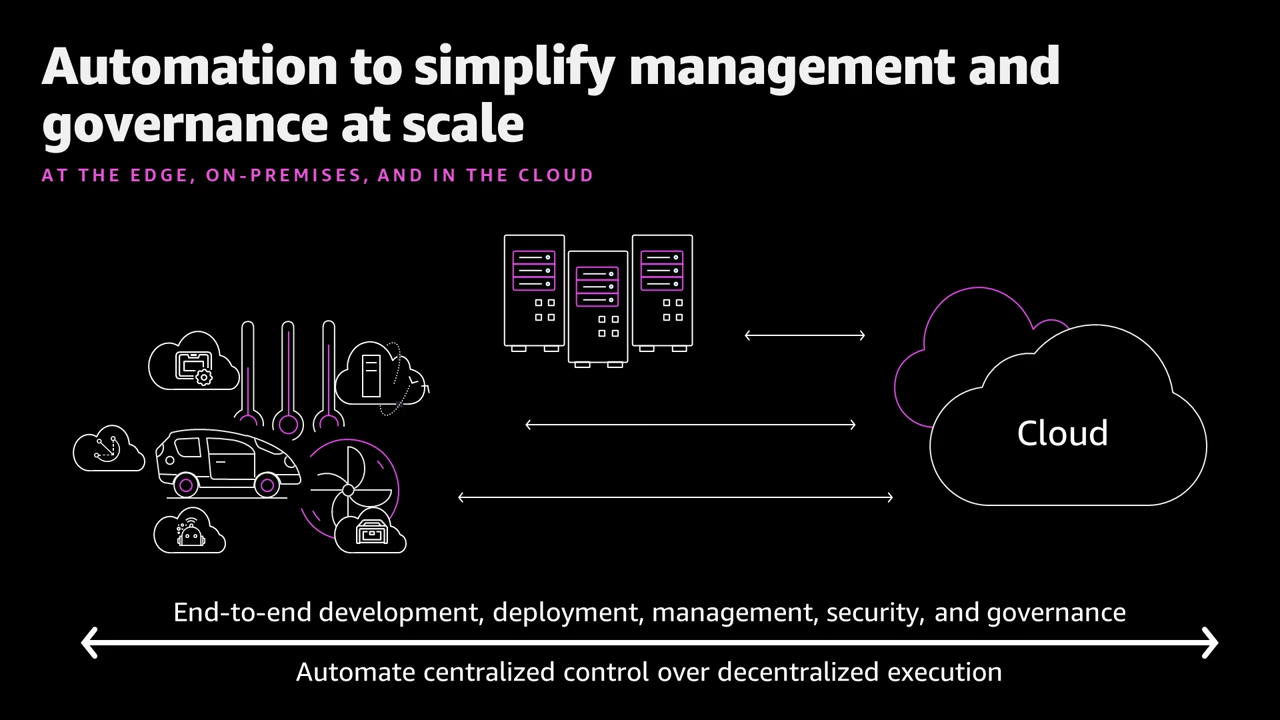 Automation to simplify management and
governance at scale
AT THE EDGE, ON-PREMISES, AND IN THE CLOUD
Cloud
End-to-end development, deployment, management, security, and governance
Automate centralized control over decentralized execution